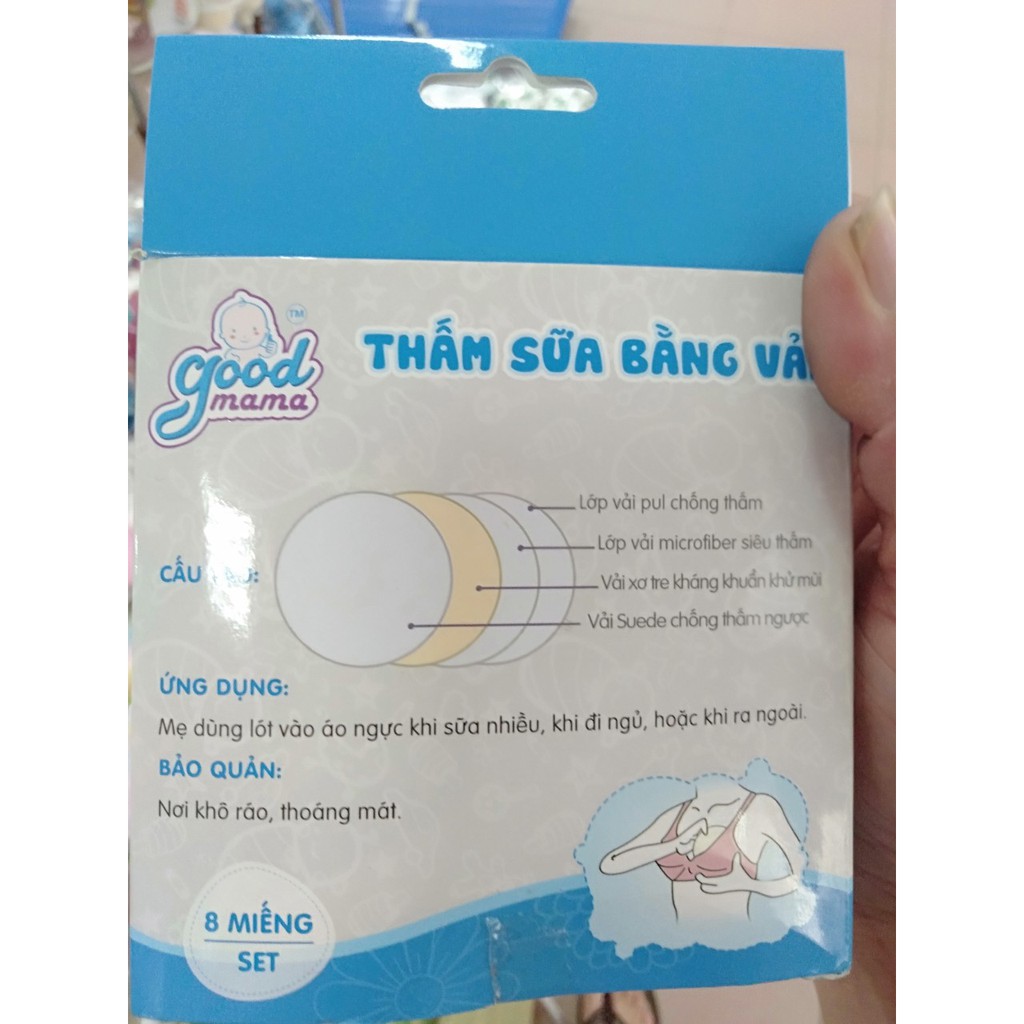 good
mama
TM
THẤM SỮA BẰNG
Lớp vải pul chống thấm
Lớp vải microfiber siêu thấm
Vải xơ tre kháng khuẩn khử mùi
Vải Suede chống thấm ngược
CẤU
ỨNG DỤNG:
Mẹ dùng lót vào áo ngực khi sữa nhiều, khi đi ngủ, hoặc khi ra ngoài.
BẢO QUẢN:
Nơi khô ráo, thoáng mát.
8 MIẾNG
SET